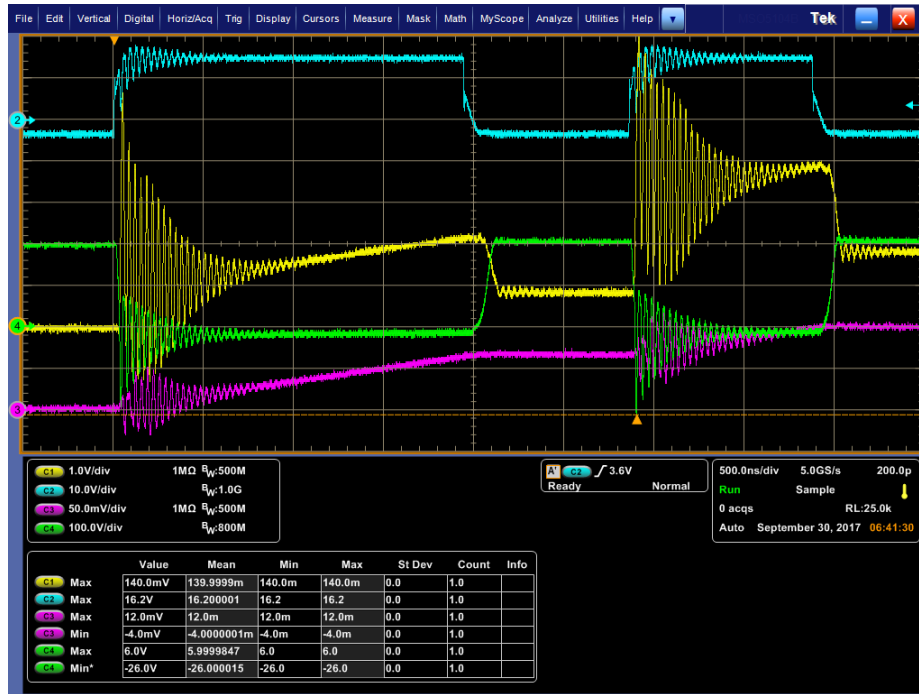 File Edit Vertical Digital Horiz/Acq Trig Display Cursors Measure Mask Math MyScope Analyze Utilities Help Tek X
2
4
3
C1 1.0V/div 1MΩ BW:500M
C2 10.0V/div BW:1.0G
C3 50.0mV/div 1MΩ BW:500M
C4 100.0V/div BW:800M
A' C2 3.6V
Ready Normal
500.0ns/div 5.0GS/s 200.0p
Run Sample
0 acqs RL:25.0k
Auto September 30, 2017 06:41:30
Value Mean Min Max St Dev Count Info
C1 Max 140.0mV 139.9999m 140.0m 140.0m 0.0 1.0
C2 Max 16.2V 16.200001 16.2 16.2 0.0 1.0
C3 Max 12.0mV 12.0m 12.0m 12.0m 0.0 1.0
C3 Min -4.0mV -4.0000001m -4.0m -4.0m 0.0 1.0
C4 Max 6.0V 5.9999847 6.0 6.0 0.0 1.0
C4 Min* -26.0V -26.000015 -26.0 -26.0 0.0 1.0